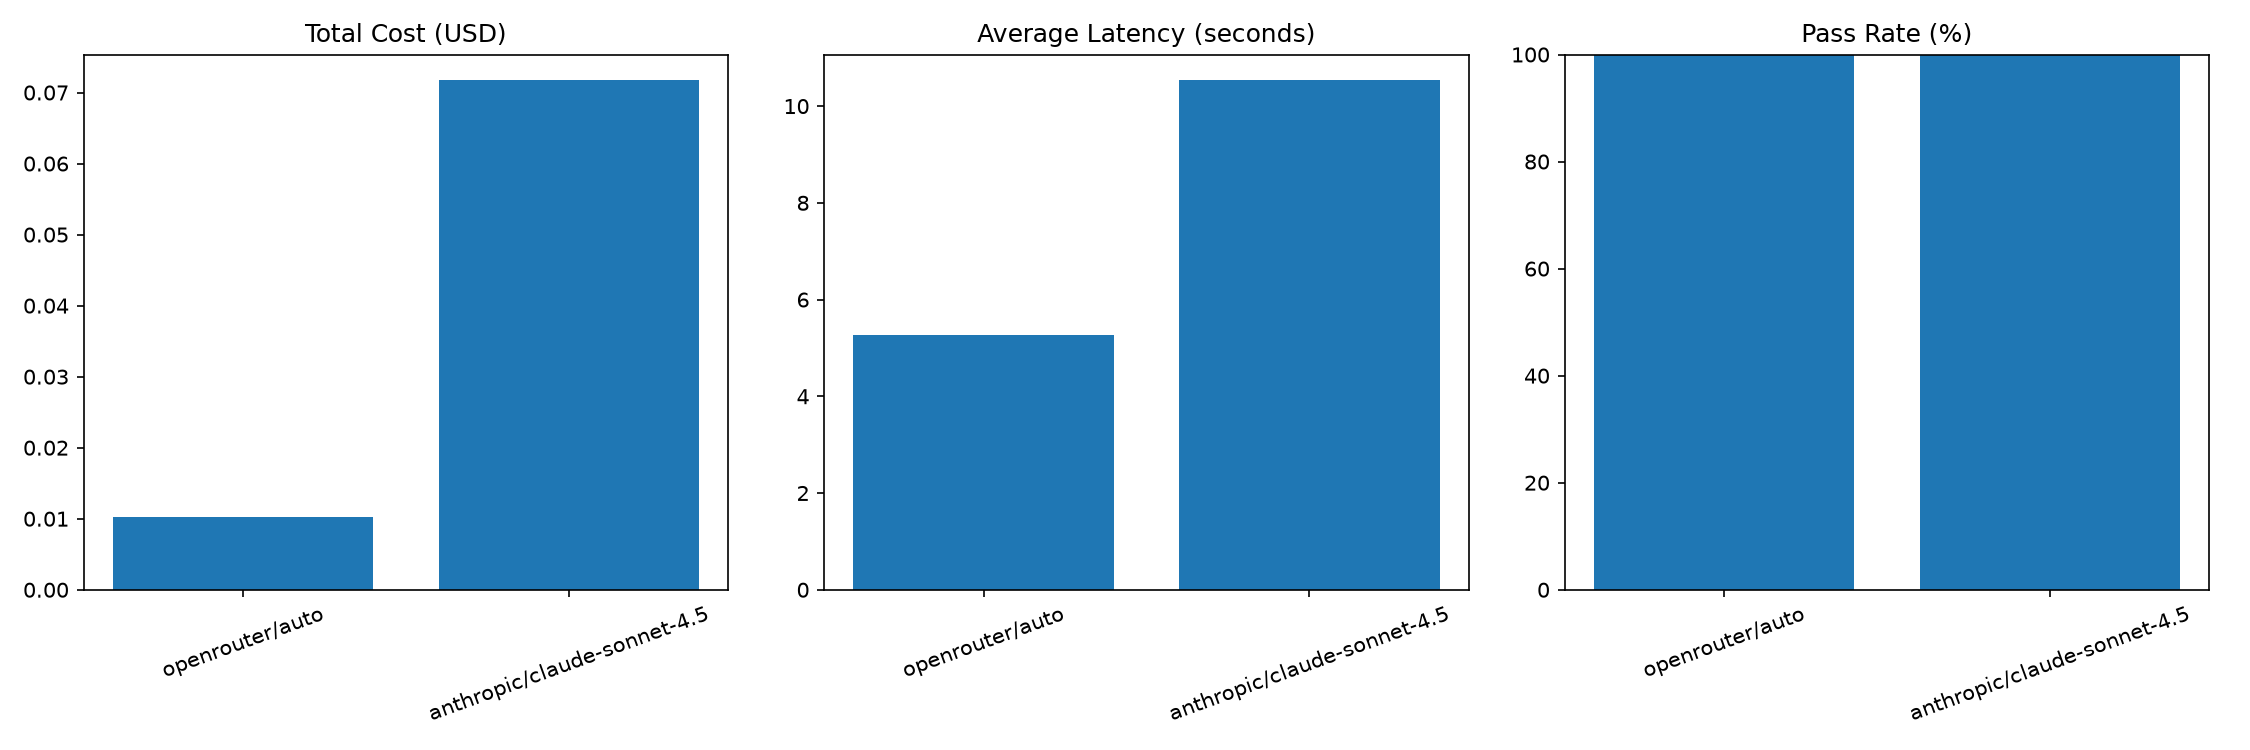 Total Cost (USD)
0.07
0.06
0.05
0.04
0.03
0.02
0.01
0.00
openrouter/auto
anthropic/claude-sonnet-4.5
Average Latency (seconds)
10
8
6
4
2
0
openrouter/auto
anthropic/claude-sonnet-4.5
Pass Rate (%)
100
80
60
40
20
0
openrouter/auto
anthropic/claude-sonnet-4.5